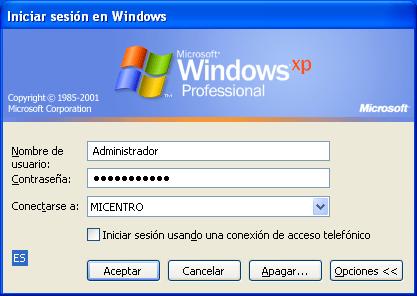 Iniciar sesión en Windows
Microsoft®
Windows xp
Professional
Copyright © 1985-2001
Microsoft Corporation
Microsoft
Nombre de
usuario:
Administrador
Contraseña:
●●●●●●●●●●●
Conectarse a:
MICENTRO
Iniciar sesión usando una conexión de acceso telefónico
ES
Aceptar
Cancelar
Apagar...
Opciones <<